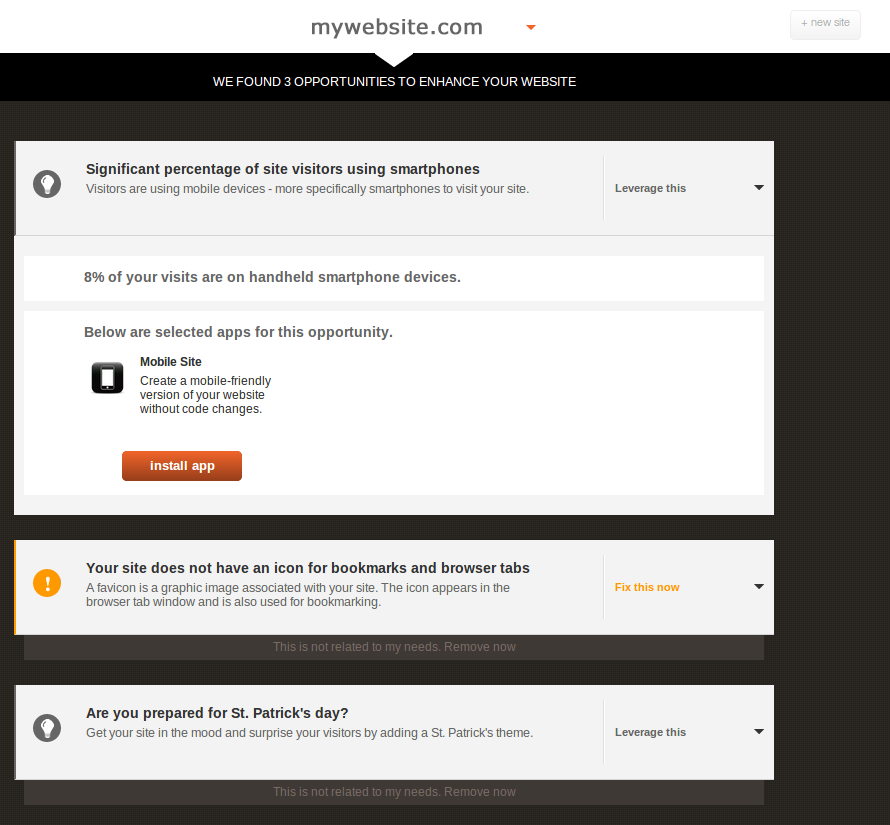 mywebsite.com
+ new site
WE FOUND 3 OPPORTUNITIES TO ENHANCE YOUR WEBSITE
Significant percentage of site visitors using smartphones
Visitors are using mobile devices - more specifically smartphones to visit your site.
Leverage this
8% of your visits are on handheld smartphone devices.
Below are selected apps for this opportunity.
Mobile Site
Create a mobile-friendly
version of your website
without code changes.
install app
Your site does not have an icon for bookmarks and browser tabs
A favicon is a graphic image associated with your site. The icon appears in the
browser tab window and is also used for bookmarking.
Fix this now
This is not related to my needs. Remove now
Are you prepared for St. Patrick's day?
Get your site in the mood and surprise your visitors by adding a St. Patrick's theme.
Leverage this
This is not related to my needs. Remove now